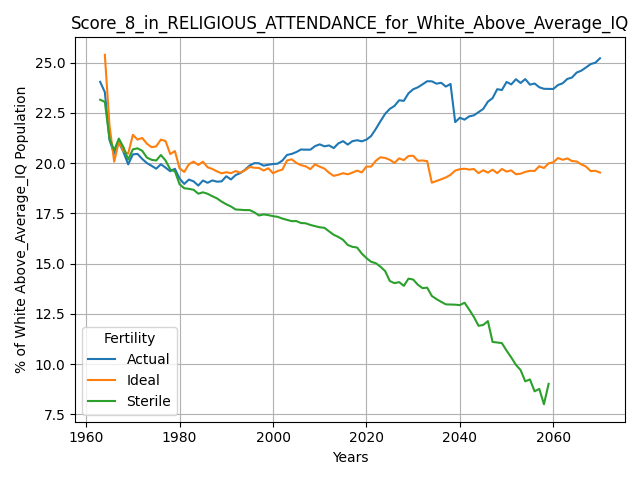 Score_8_in_RELIGIOUS_ATTENDANCE_for_White_Above_Average_IQ
% of White Above_Average_IQ Population
25.0
22.5
20.0
17.5
15.0
12.5
10.0
7.5
Fertility
Actual
Ideal
Sterile
1960
1980
2000
2020
2040
2060
Years